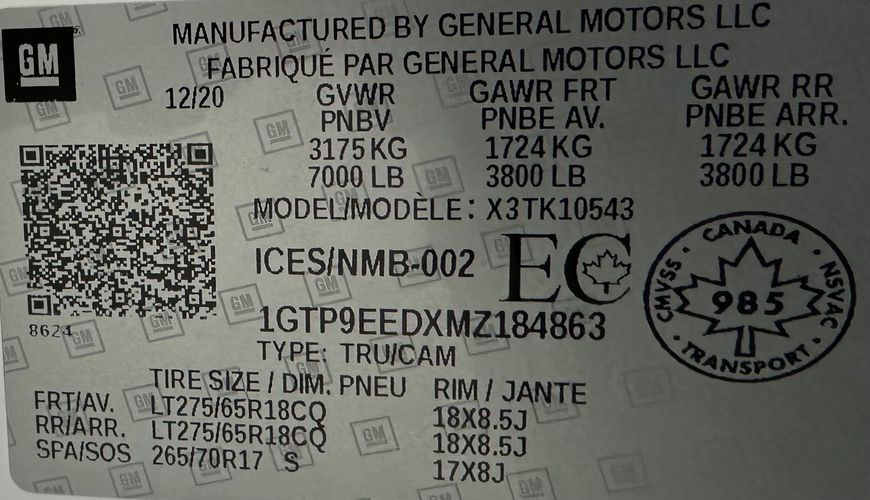 GM
MANUFACTURED BY GENERAL MOTORS LLC
FABRIQUÉ PAR GENERAL MOTORS LLC
12/20 GVWR GAWR FRT GAWR RR
PNBV PNBE AV. PNBE ARR.
3175 KG 1724 KG 1724 KG
7000 LB 3800 LB 3800 LB
MODEL/MODÈLE: X3TK10543
ICES/NMB-002 EC
CANADA
CMVSS 985 NSVAC
TRANSPORT
8624
1GTP9EEDXMZ184863
TYPE: TRU/CAM
TIRE SIZE / DIM. PNEU RIM / JANTE
FRT/AV. LT275/65R18CQ 18X8.5J
RR/ARR. LT275/65R18CQ 18X8.5J
SPA/SOS 265/70R17 S 17X8J